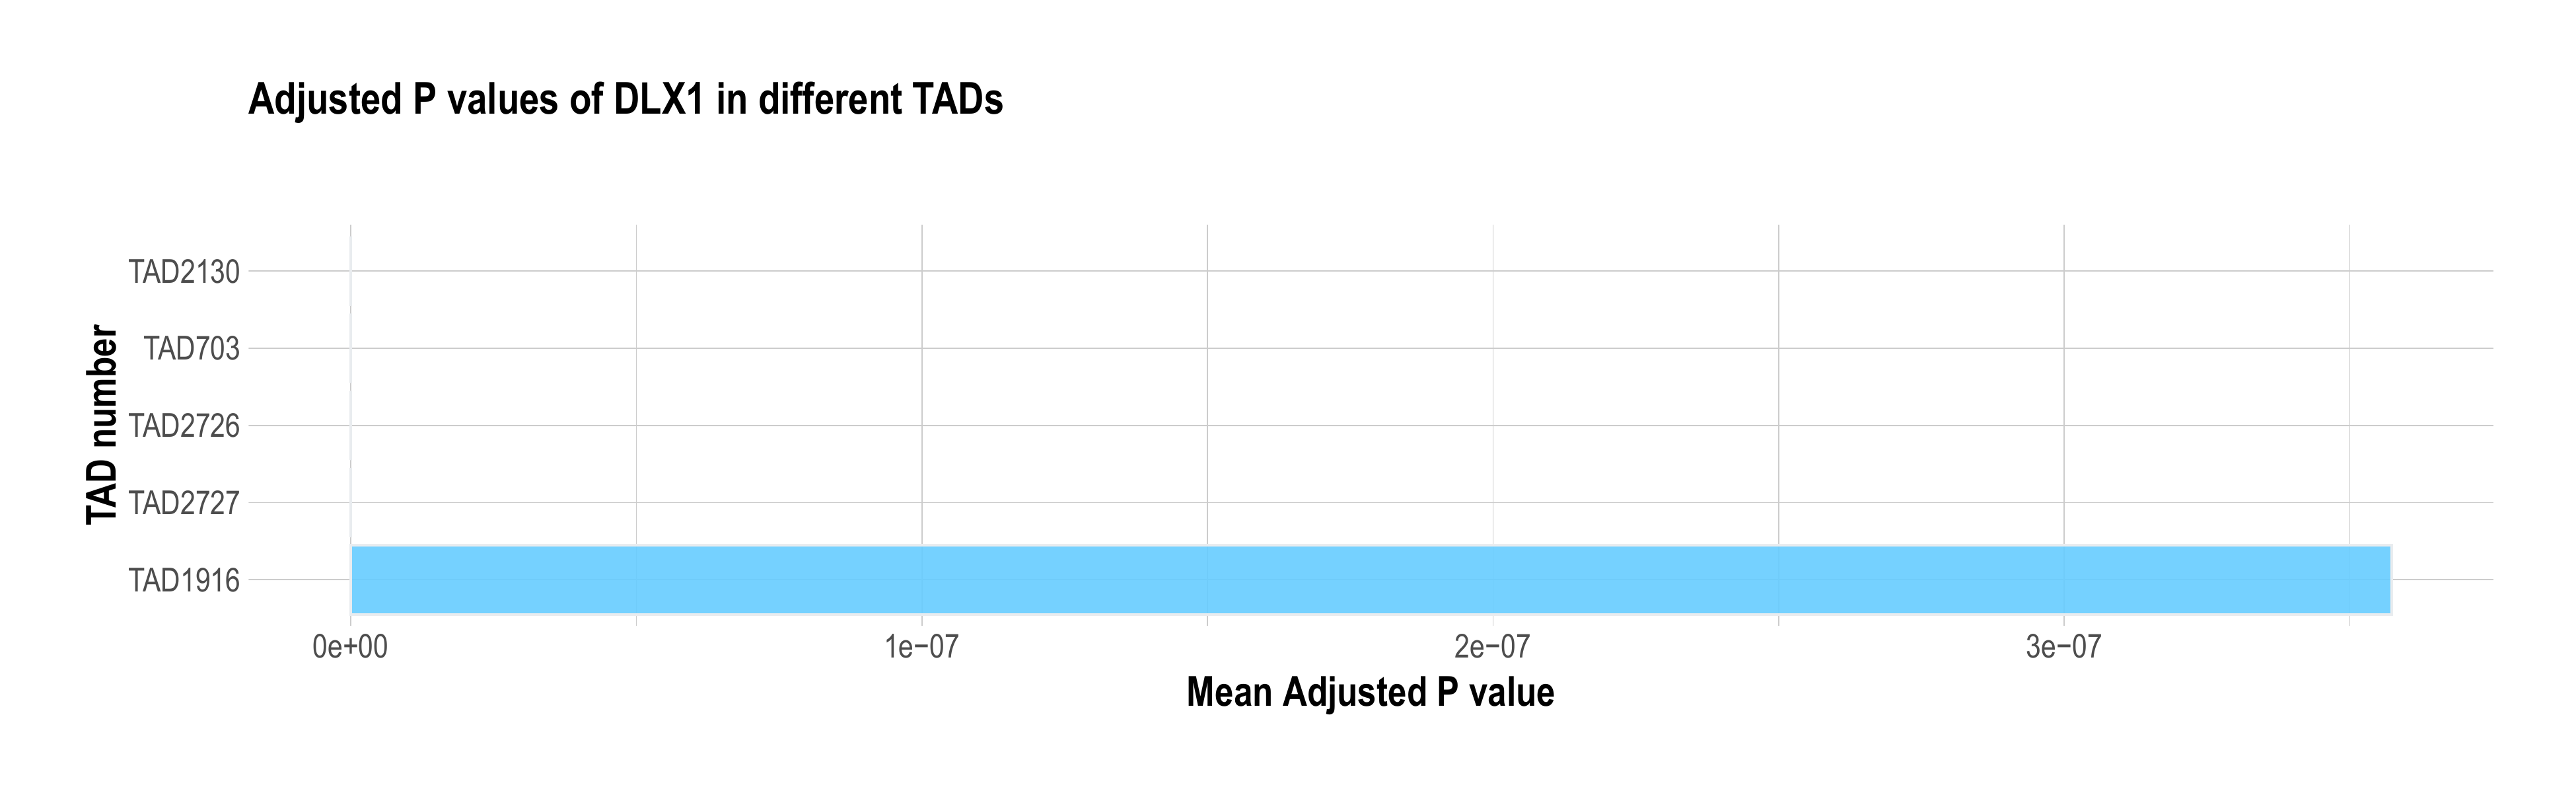 Adjusted P values of DLX1 in different TADs
TAD number
TAD2130
TAD703
TAD2726
TAD2727
TAD1916
0e+00 1e−07 2e−07 3e−07
Mean Adjusted P value